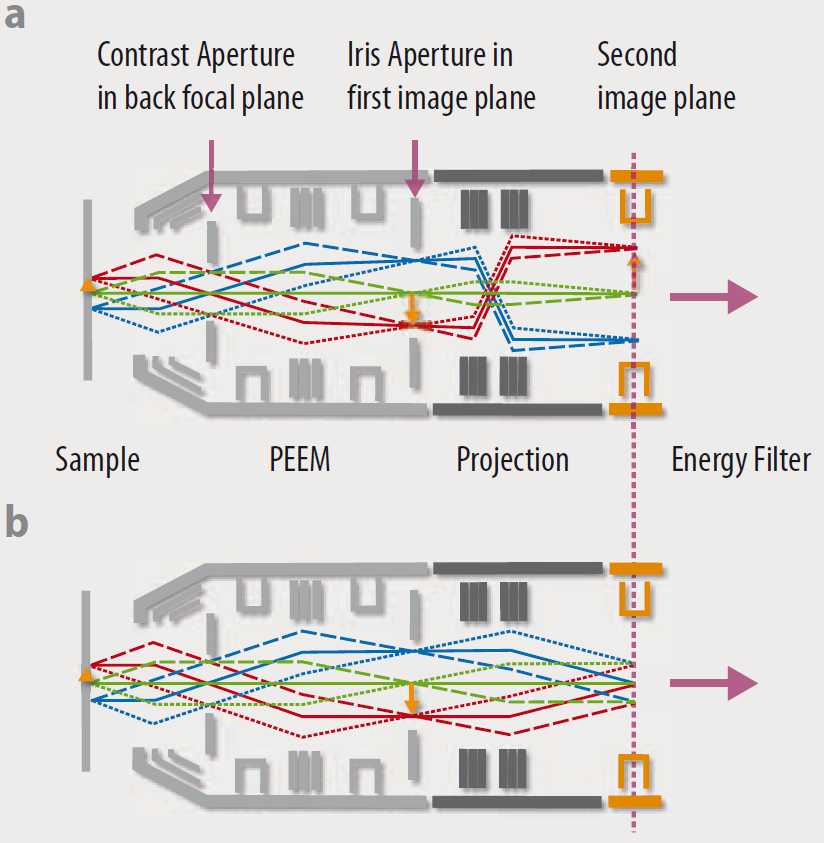 a
Contrast Aperture
in back focal plane
Iris Aperture in
first image plane
Second
image plane
Sample
PEEM
Projection
Energy Filter
b